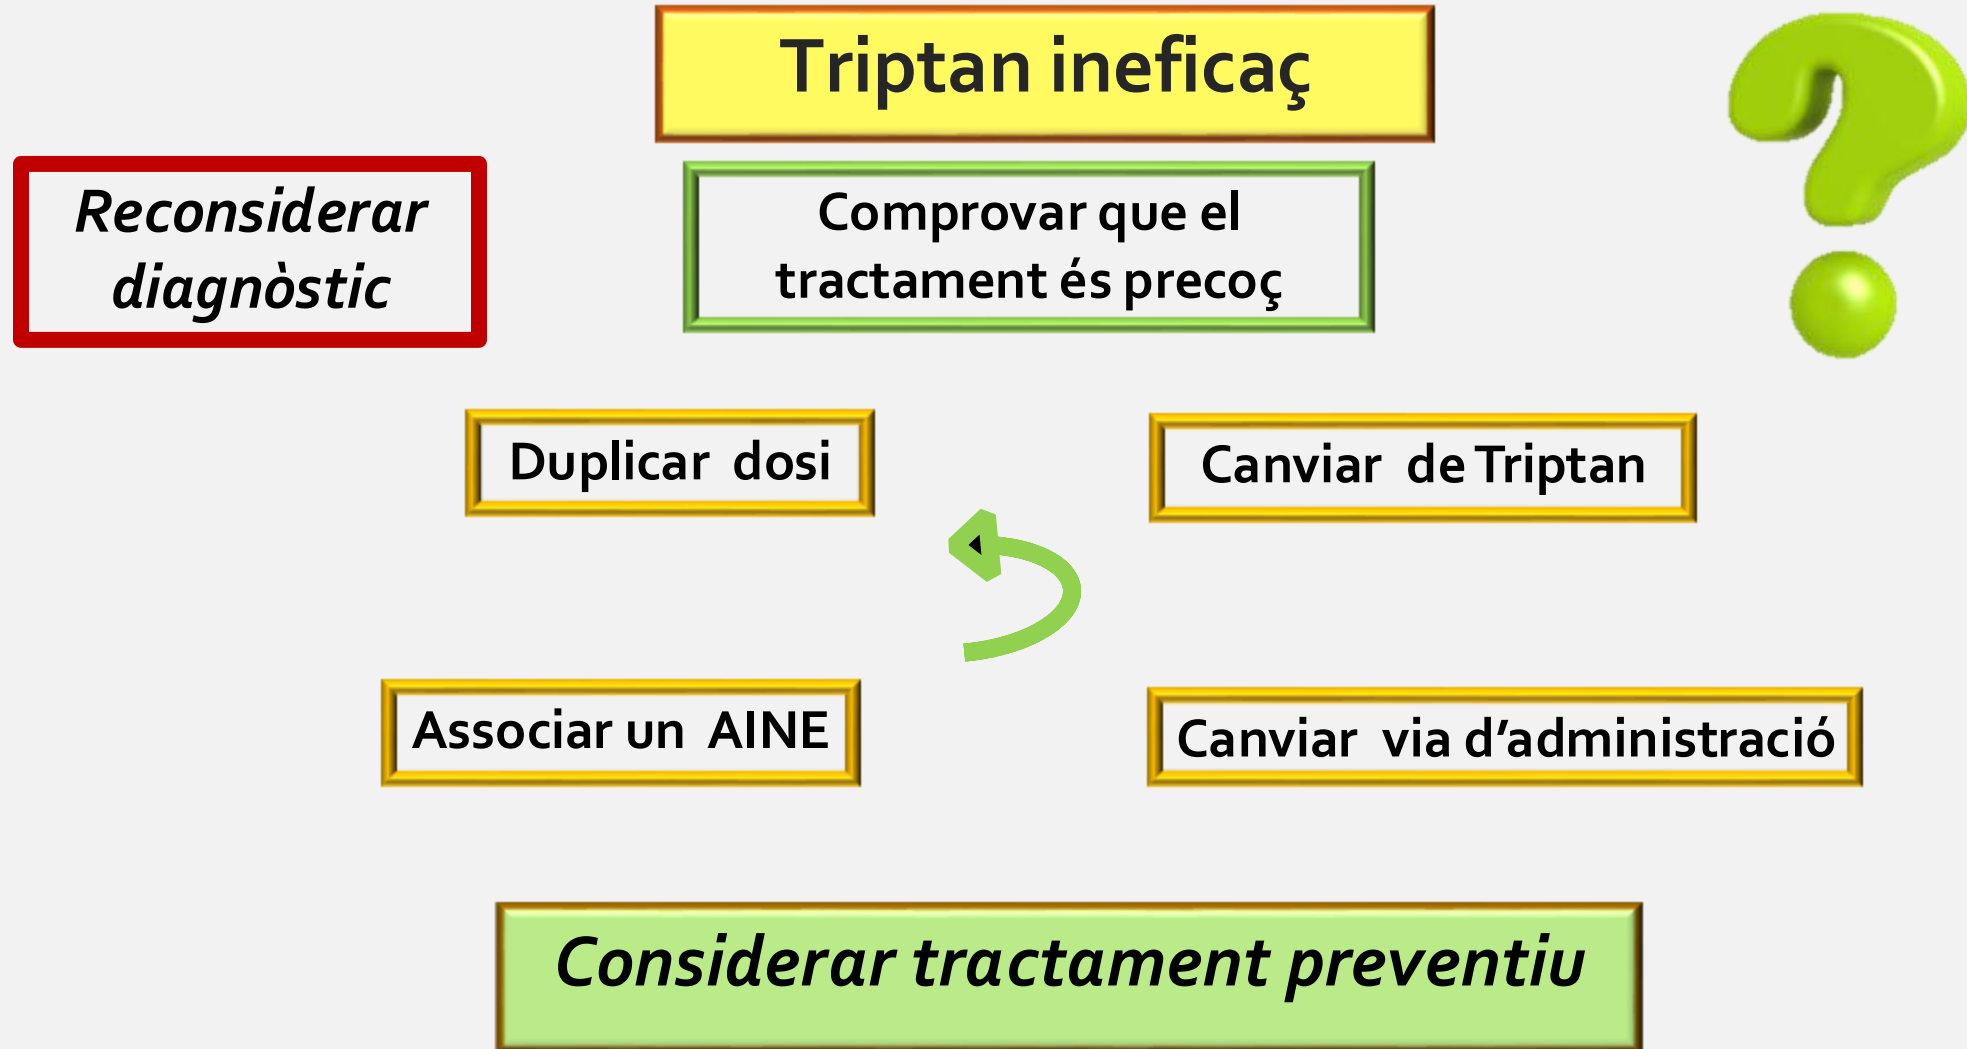 Triptan ineficaç
Reconsiderar
diagnòstic
Comprovar que el
tractament és precoç
Duplicar dosi
Canviar de Triptan
Associar un AINE
Canviar via d’administració
Considerar tractament preventiu